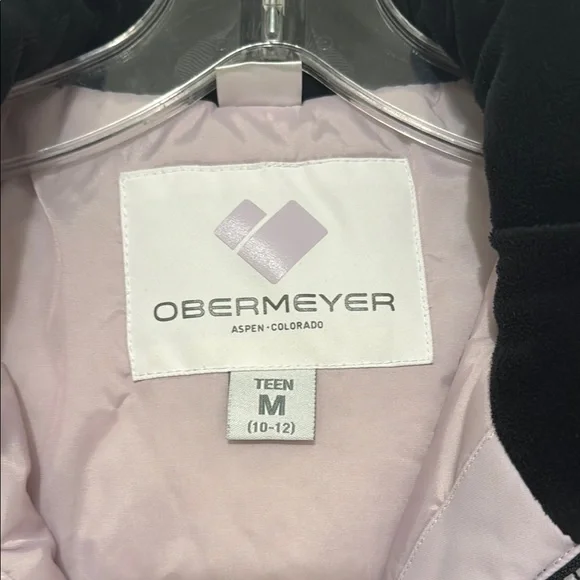 OBERMEYER
ASPEN · COLORADO
TEEN
M
(10-12)